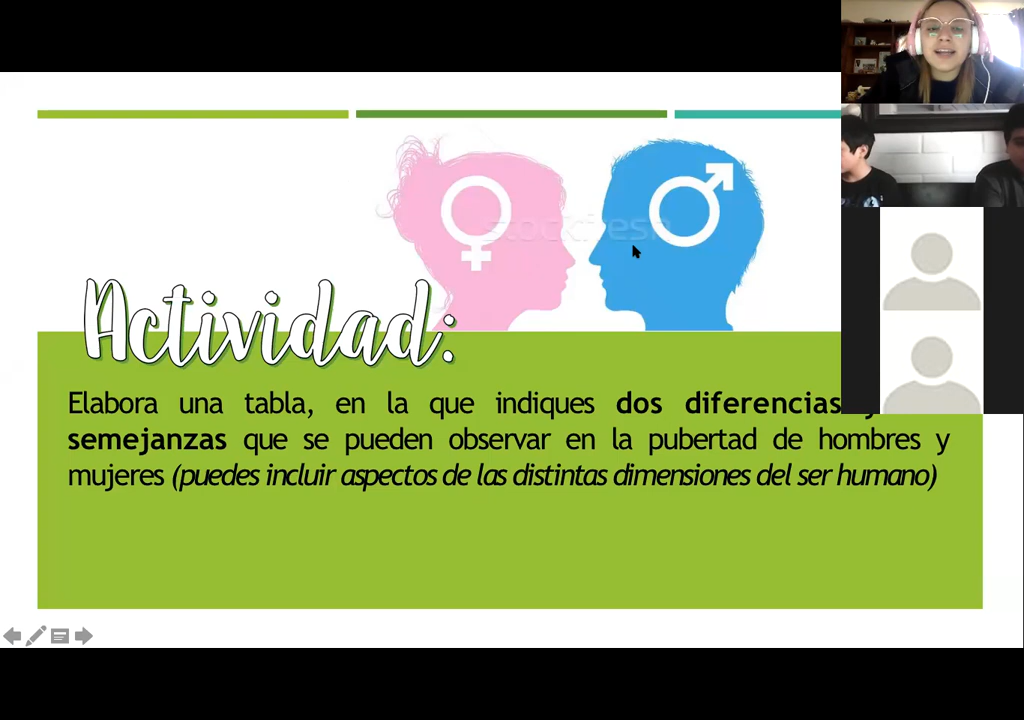 stockfresh
Actividad:
Elabora una tabla, en la que indiques dos diferencias y
semejanzas que se pueden observar en la pubertad de hombres y
mujeres (puedes incluir aspectos de las distintas dimensiones del ser humano)